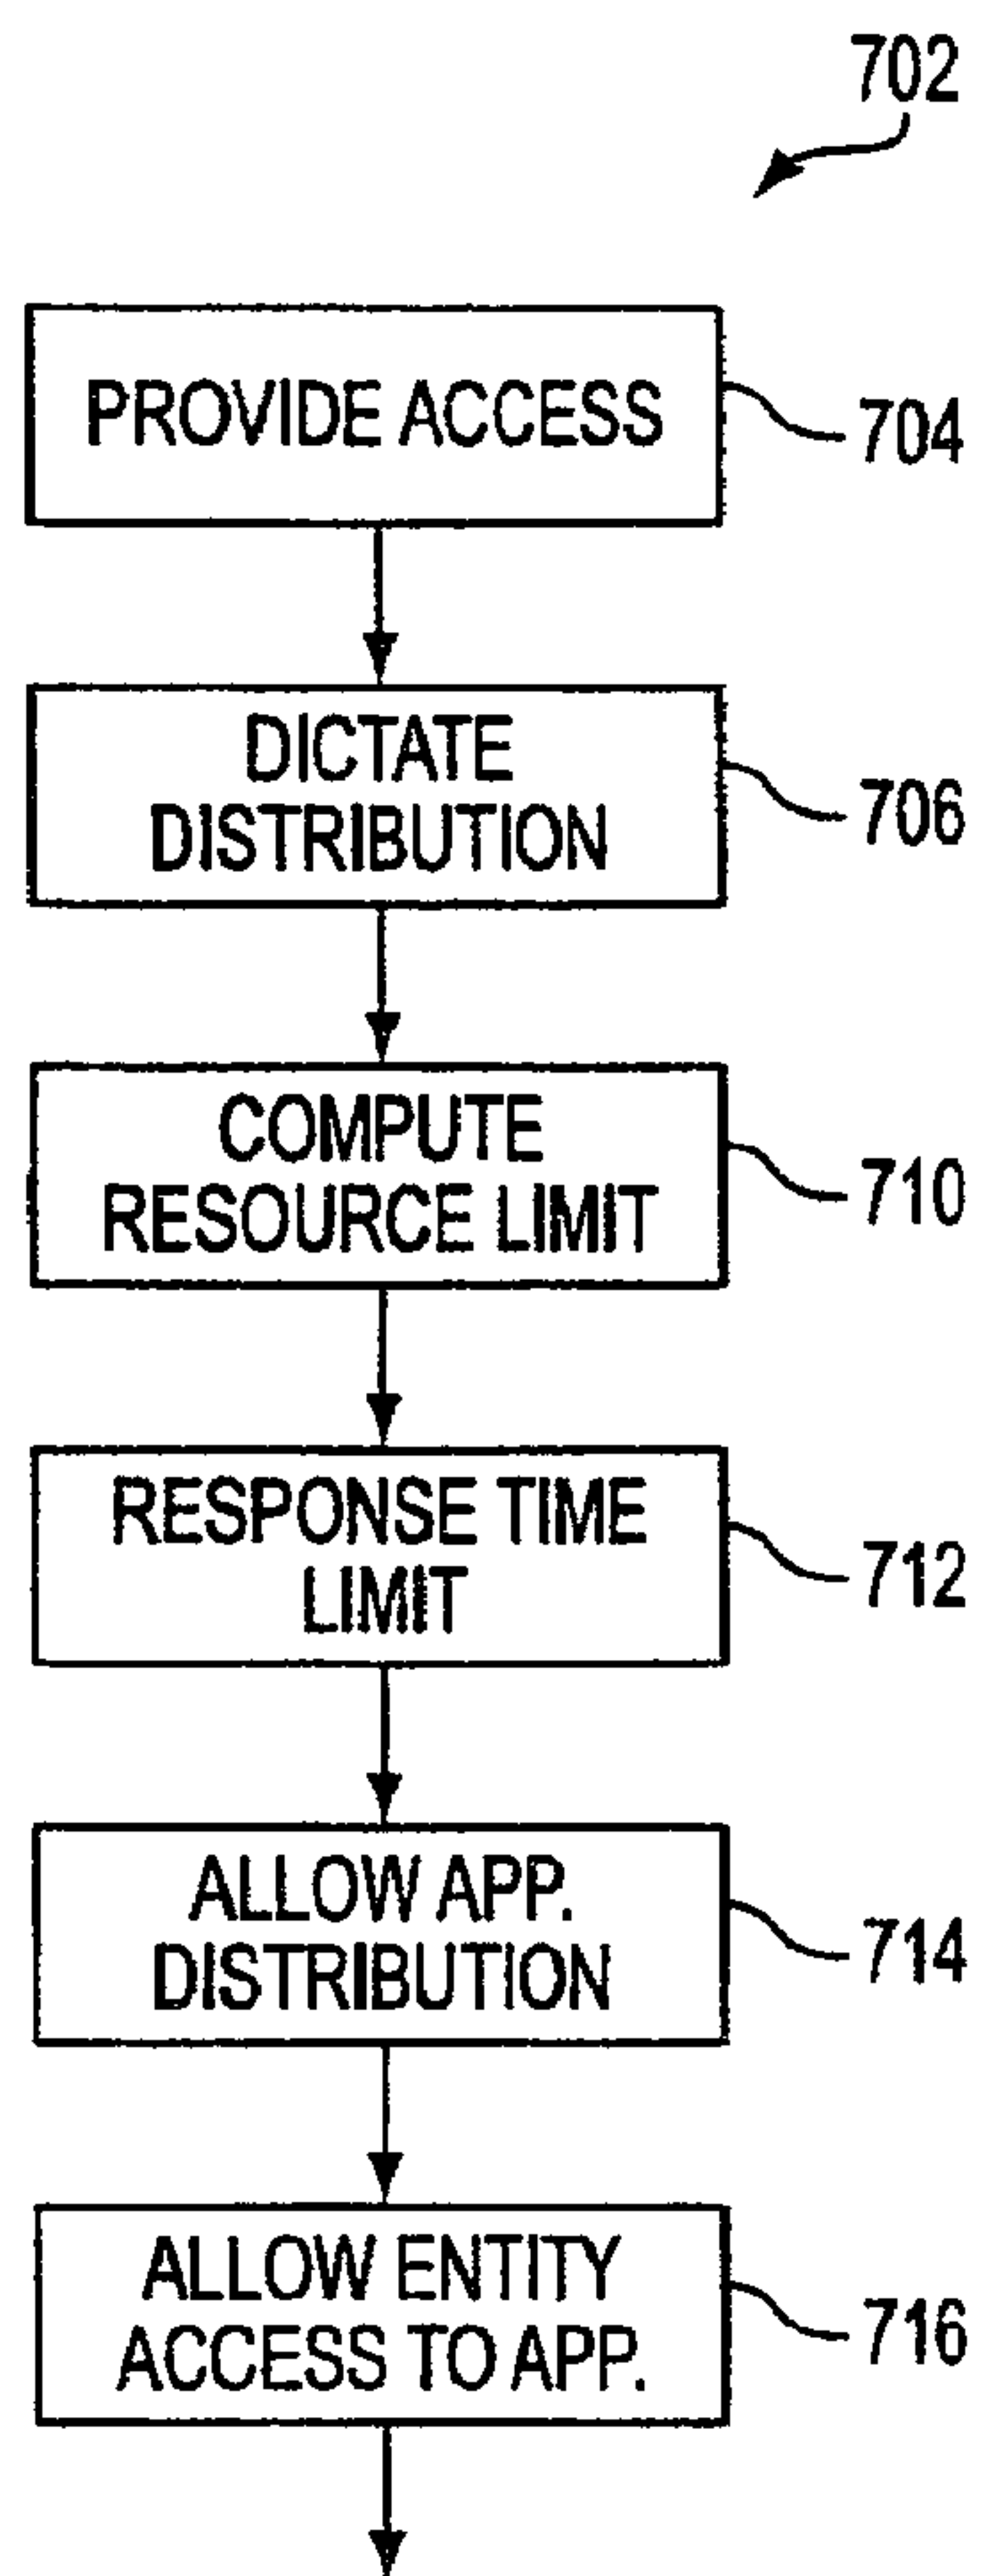 702
PROVIDE ACCESS
704
DICTATE
DISTRIBUTION
706
COMPUTE
RESOURCE LIMIT
710
RESPONSE TIME
LIMIT
712
ALLOW APP.
DISTRIBUTION
714
ALLOW ENTITY
ACCESS TO APP.
716